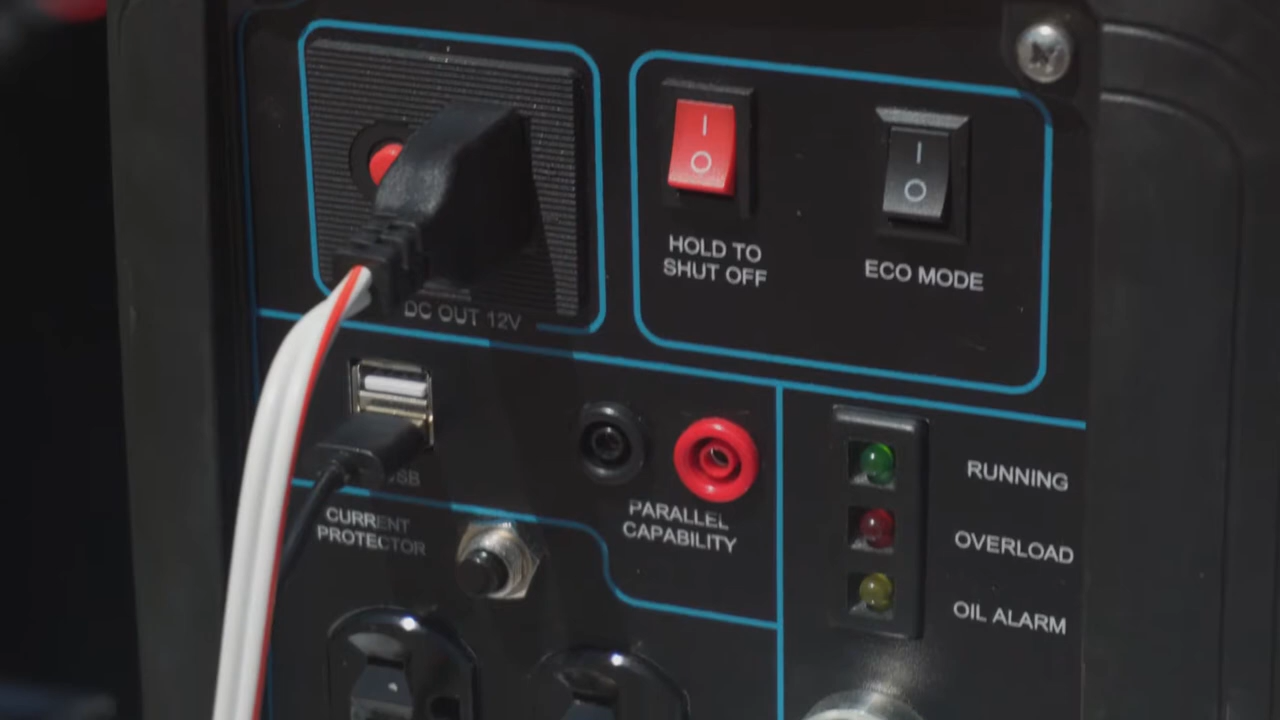 HOLD TO
SHUT OFF
ECO MODE
DC OUT 12V
USB
PARALLEL
CAPABILITY
CURRENT
PROTECTOR
RUNNING
OVERLOAD
OIL ALARM